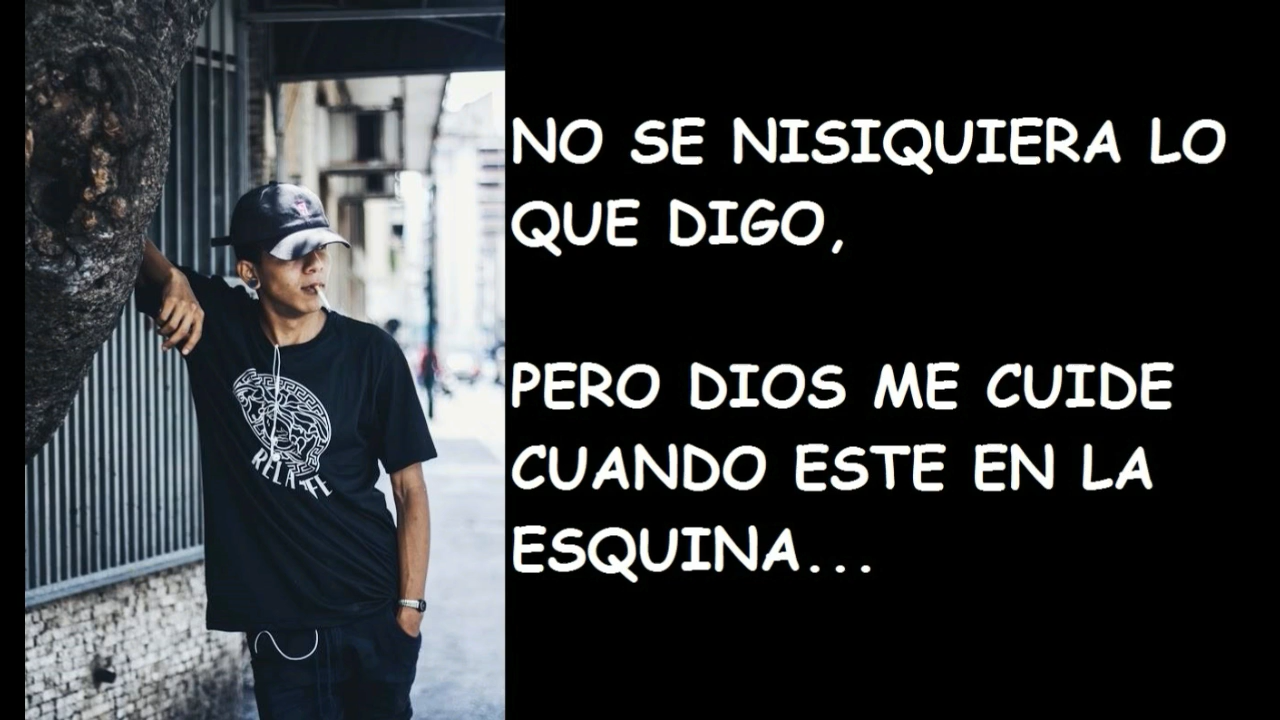 NO SE NISIQUIERA LO
QUE DIGO,
PERO DIOS ME CUIDE
CUANDO ESTE EN LA
ESQUINA...